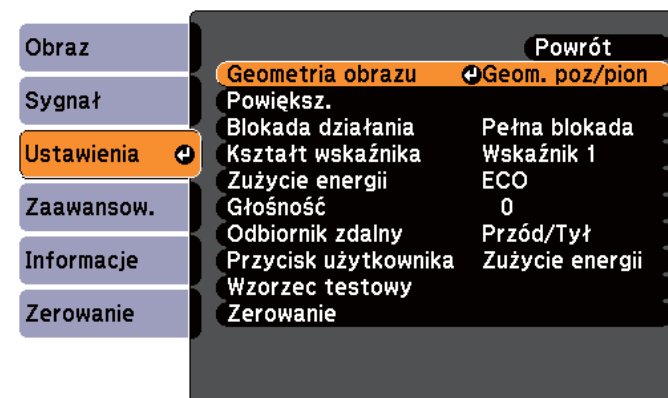 Obraz
Sygnał
Ustawienia
Zaawansow.
Informacje
Zerowanie
Powrót
Geometria obrazu Geom. poz/pion
Powiększ.
Blokada działania Pełna blokada
Kształt wskaźnika Wskaźnik 1
Zużycie energii ECO
Głośność 0
Odbiornik zdalny Przód/Tył
Przycisk użytkownika Zużycie energii
Wzorzec testowy
Zerowanie